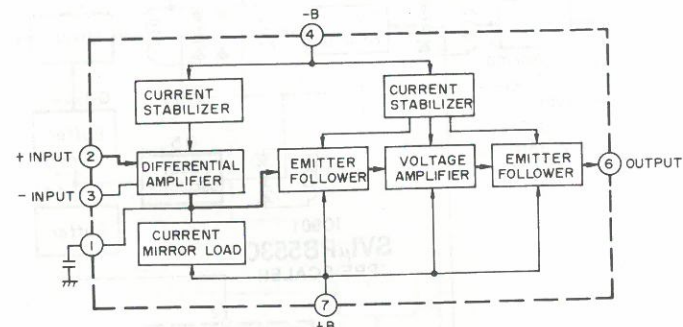 -B
4
CURRENT
STABILIZER
CURRENT
STABILIZER
+ INPUT 2
DIFFERENTIAL
AMPLIFIER
EMITTER
FOLLOWER
VOLTAGE
AMPLIFIER
EMITTER
FOLLOWER
6 OUTPUT
- INPUT 3
1
CURRENT
MIRROR LOAD
7
+B